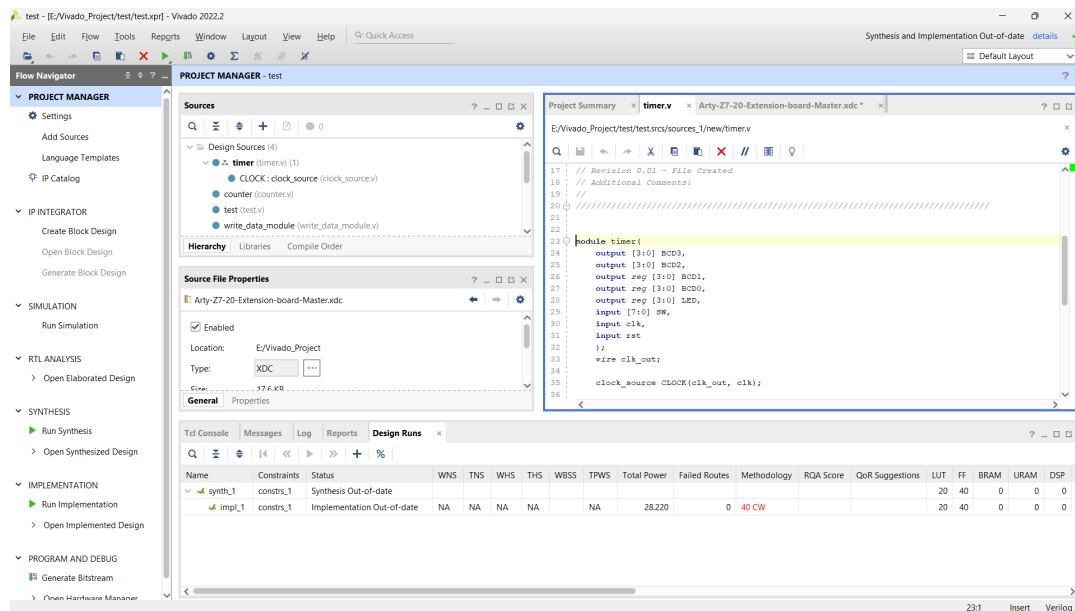 test - [E:/Vivado_Project/test/test.xpr] - Vivado 2022.2
File Edit Flow Tools Reports Window Layout View Help Quick Access
Synthesis and Implementation Out-of-date details
Default Layout
Flow Navigator
PROJECT MANAGER
Settings
Add Sources
Language Templates
IP Catalog
IP INTEGRATOR
Create Block Design
Open Block Design
Generate Block Design
SIMULATION
Run Simulation
RTL ANALYSIS
Open Elaborated Design
SYNTHESIS
Run Synthesis
Open Synthesized Design
IMPLEMENTATION
Run Implementation
Open Implemented Design
PROGRAM AND DEBUG
Generate Bitstream
Open Hardware Manager
PROJECT MANAGER - test
Sources
0
Design Sources (4)
timer (timer.v) (1)
CLOCK : clock_source (clock_source.v)
counter (counter.v)
test (test.v)
write_data_module (write_data_module.v)
Hierarchy Libraries Compile Order
Source File Properties
Arty-Z7-20-Extension-board-Master.xdc
Enabled
Location: E:/Vivado_Project
Type: XDC ...
Size: 17.6 KB
General Properties
Project Summary timer.v Arty-Z7-20-Extension-board-Master.xdc *
E:/Vivado_Project/test/test.srcs/sources_1/new/timer.v
17 // Revision 0.01 - File Created
18 // Additional Comments:
19 //
20 //////////////////////////////////////////////////////////////////////////////////
21
22
23 module timer(
24 output [3:0] BCD3,
25 output [3:0] BCD2,
26 output reg [3:0] BCD1,
27 output reg [3:0] BCD0,
28 output reg [3:0] LED,
29 input [7:0] SW,
30 input clk,
31 input rst
32 );
33 wire clk_out;
34
35 clock_source CLOCK(clk_out, clk);
36
Tcl Console Messages Log Reports Design Runs
Name Constraints Status WNS TNS WHS THS WBSS TPWS Total Power Failed Routes Methodology RQA Score QoR Suggestions LUT FF BRAM URAM DSP
synth_1 constrs_1 Synthesis Out-of-date 20 40 0 0 0
impl_1 constrs_1 Implementation Out-of-date NA NA NA NA NA 28.220 0 40 CW 20 40 0 0 0
23:1 Insert Verilog